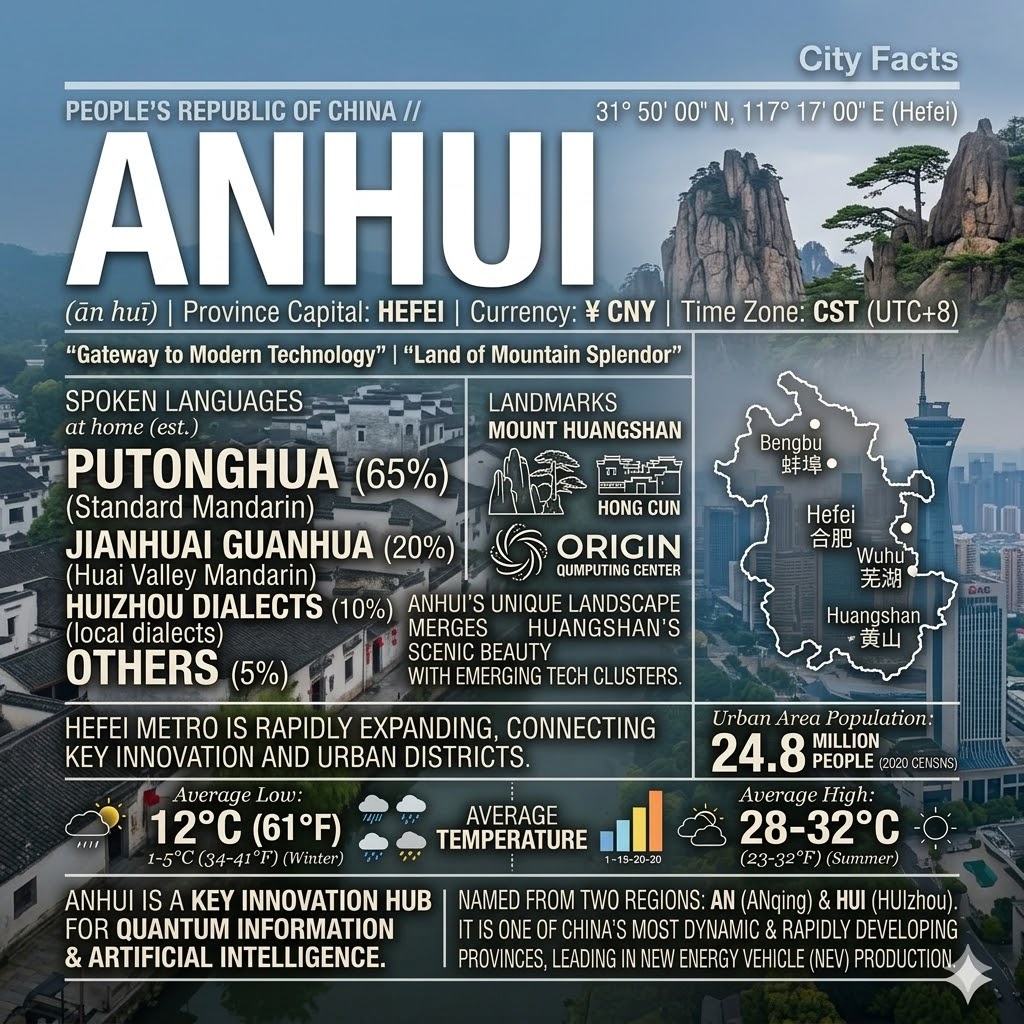 City Facts
PEOPLE'S REPUBLIC OF CHINA //
31° 50' 00" N, 117° 17' 00" E (Hefei)
ANHUI
(ān huī) | Province Capital: HEFEI | Currency: ¥ CNY | Time Zone: CST (UTC+8)
"Gateway to Modern Technology" | "Land of Mountain Splendor"
SPOKEN LANGUAGES
at home (est.)
PUTONGHUA (65%)
(Standard Mandarin)
JIANHUAI GUANHUA (20%)
(Huai Valley Mandarin)
HUIZHOU DIALECTS (10%)
(local dialects)
OTHERS (5%)
LANDMARKS
MOUNT HUANGSHAN
HONG CUN
ORIGIN
QUMPUTING CENTER
ANHUI'S UNIQUE LANDSCAPE
MERGES HUANGSHAN'S
SCENIC BEAUTY
WITH EMERGING TECH CLUSTERS.
Bengbu
蚌埠
Hefei
合肥
Wuhu
芜湖
Huangshan
黄山
HEFEI METRO IS RAPIDLY EXPANDING, CONNECTING
KEY INNOVATION AND URBAN DISTRICTS.
Urban Area Population:
24.8 MILLION
PEOPLE (2020 CENSNS)
Average Low:
12°C (61°F)
1-5°C (34-41°F) (Winter)
AVERAGE
TEMPERATURE
1-1S-20-20
Average High:
28-32°C
(23-32°F) (Summer)
ANHUI IS A KEY INNOVATION HUB
FOR QUANTUM INFORMATION
& ARTIFICIAL INTELLIGENCE.
NAMED FROM TWO REGIONS: AN (ANqing) & HUI (HUIzhou).
IT IS ONE OF CHINA'S MOST DYNAMIC & RAPIDLY DEVELOPING
PROVINCES, LEADING IN NEW ENERGY VEHICLE (NEV) PRODUCTION.